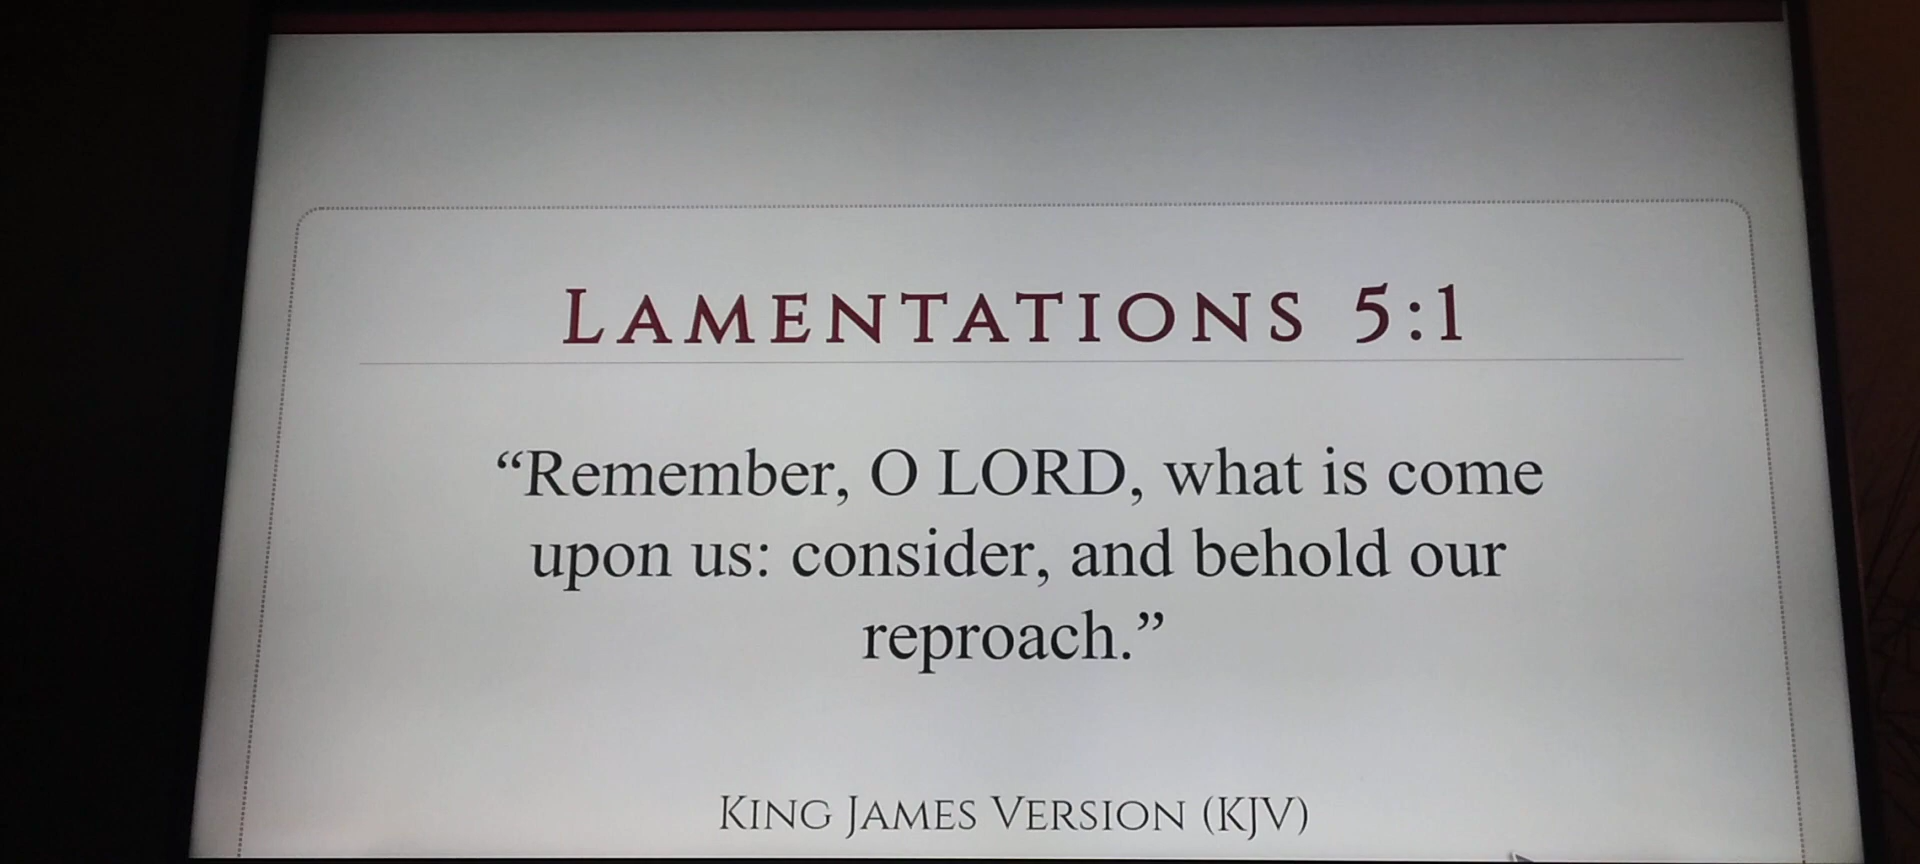 LAMENTATIONS 5:1
“Remember, O LORD, what is come
upon us: consider, and behold our
reproach.”
KING JAMES VERSION (KJV)